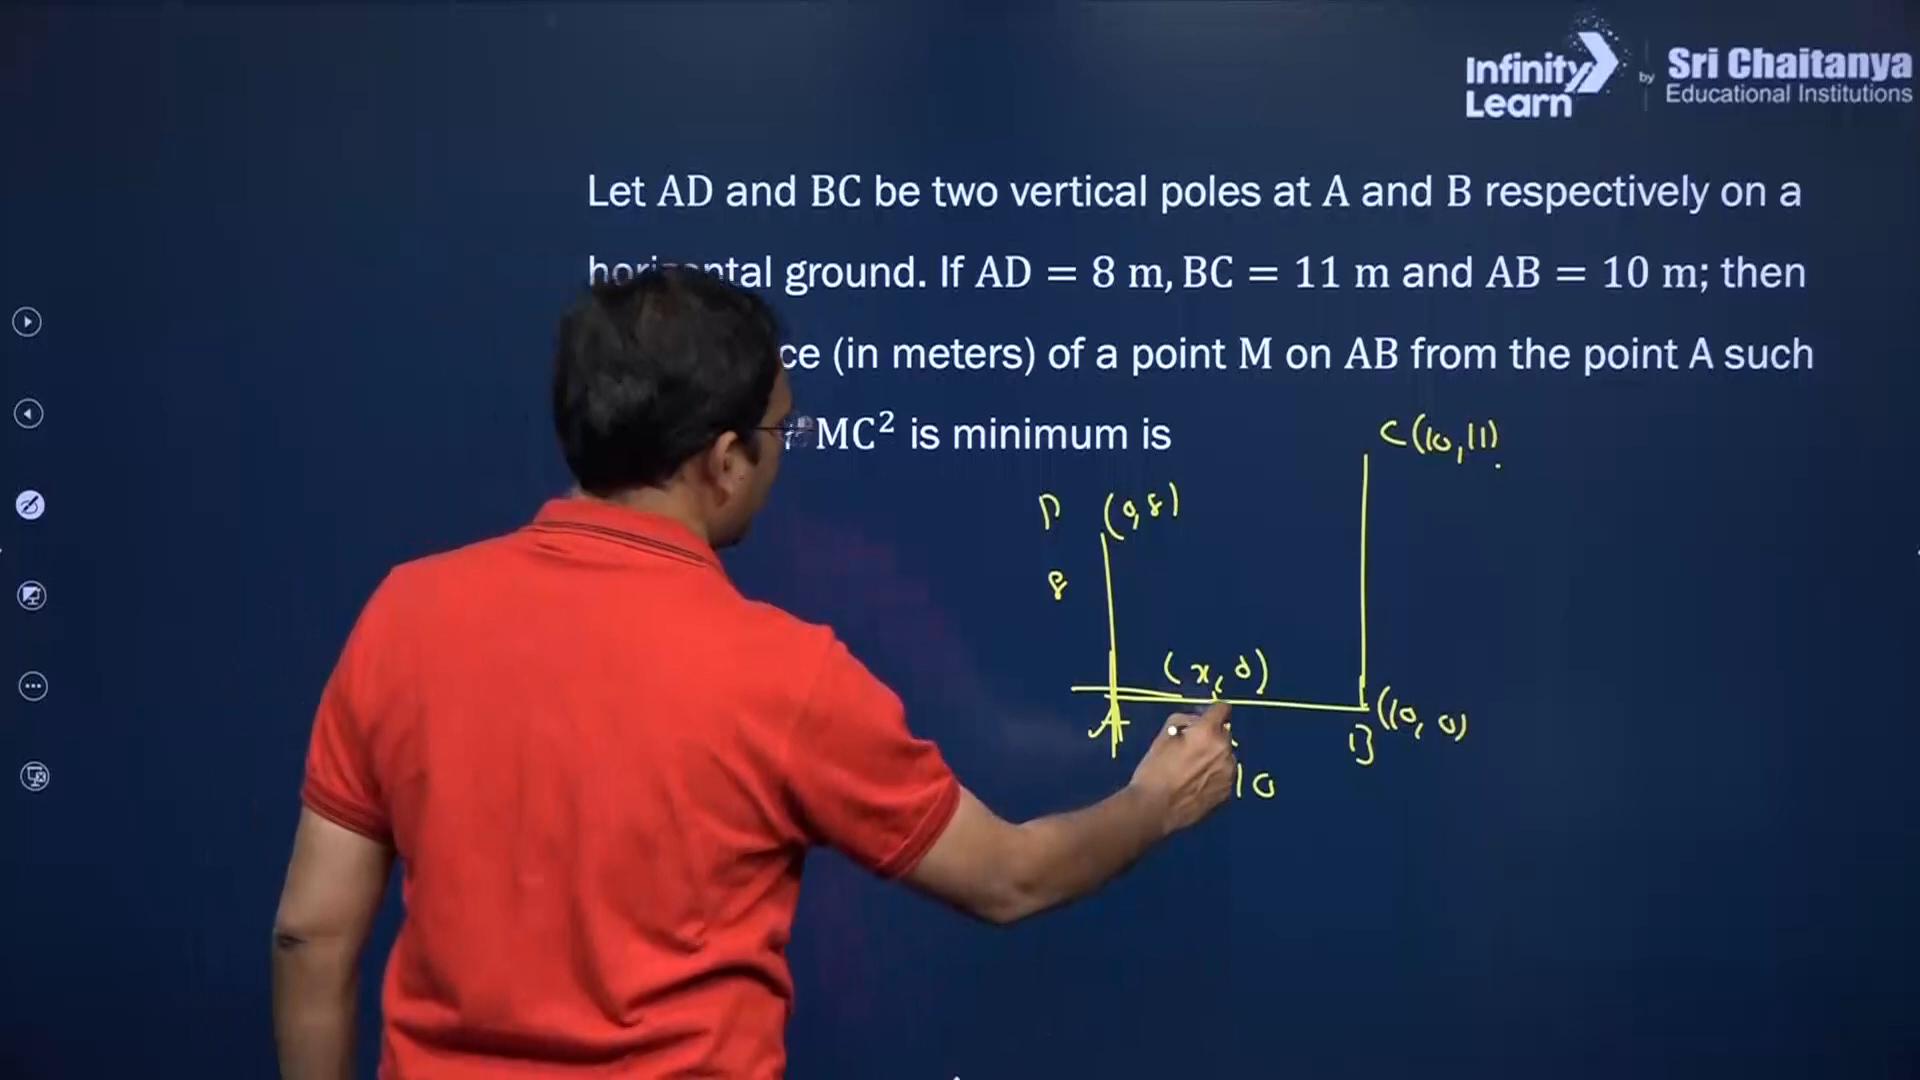 Infinity Learn by Sri Chaitanya Educational Institutions
Let AD and BC be two vertical poles at A and B respectively on a
ground. If AD = 8 m, BC = 11 m and AB = 10 m; then
(in meters) of a point M on AB from the point A such
MC² is minimum is
C (10, 11)
D (0, 8)
8
(x, 0)
A
B (10, 0)
10